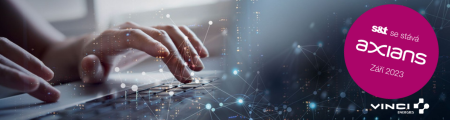 s&t se stává
axians
Září 2023
VINCI
ENERGIES